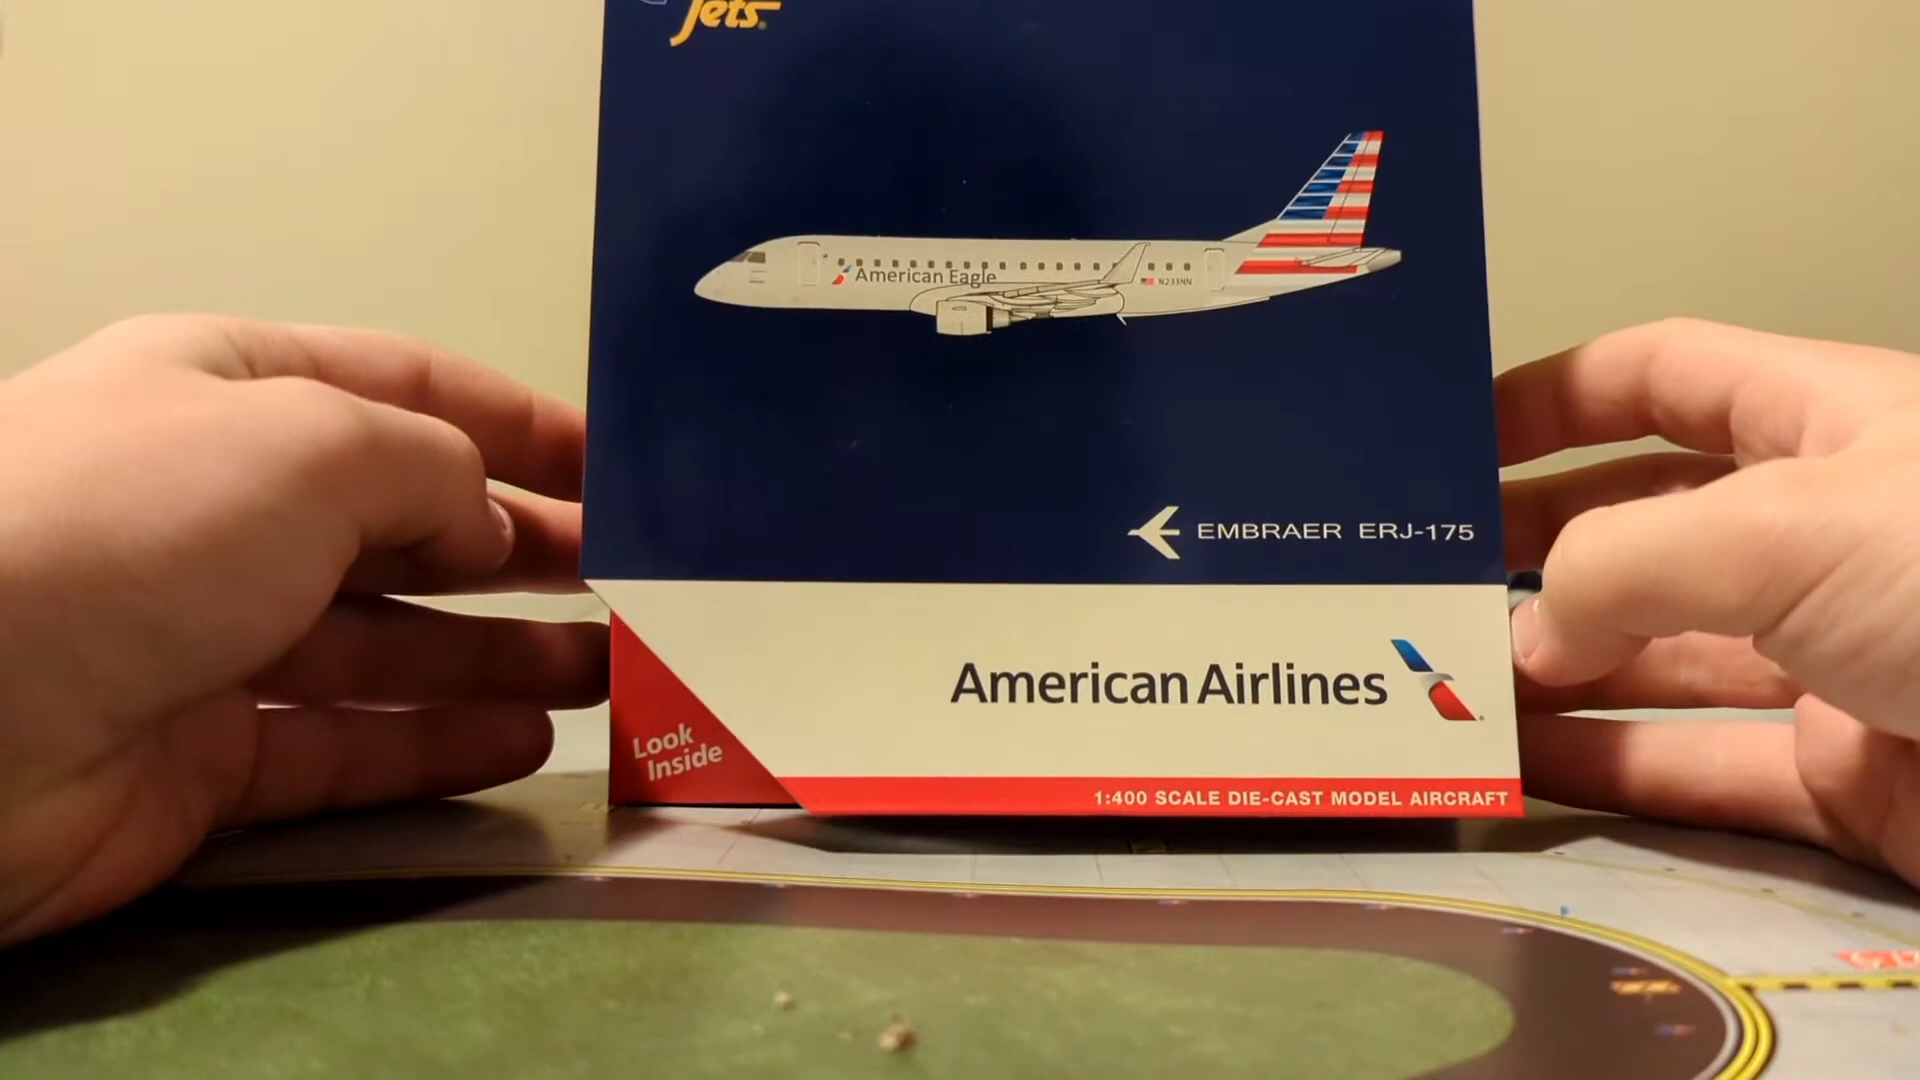 Jets
American Eagle
N233NN
EMBRAER ERJ-175
American Airlines
Look
Inside
1:400 SCALE DIE-CAST MODEL AIRCRAFT